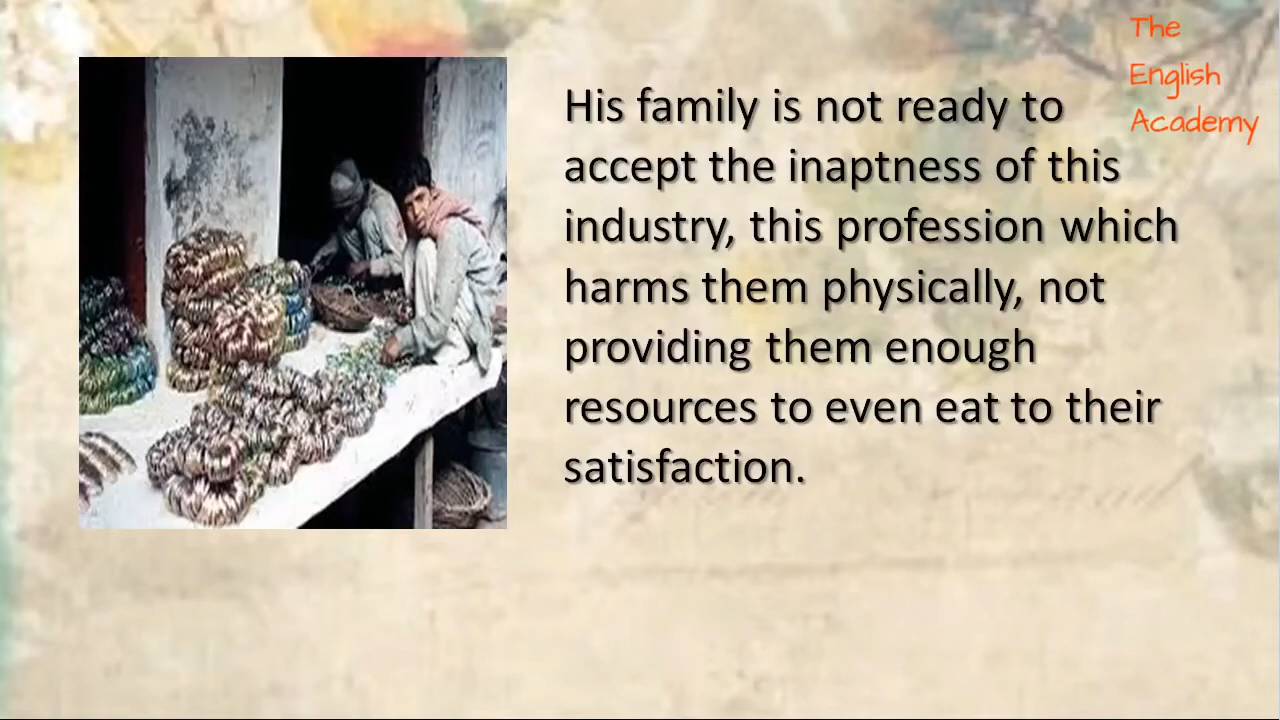 The
English
Academy
His family is not ready to
accept the inaptness of this
industry, this profession which
harms them physically, not
providing them enough
resources to even eat to their
satisfaction.